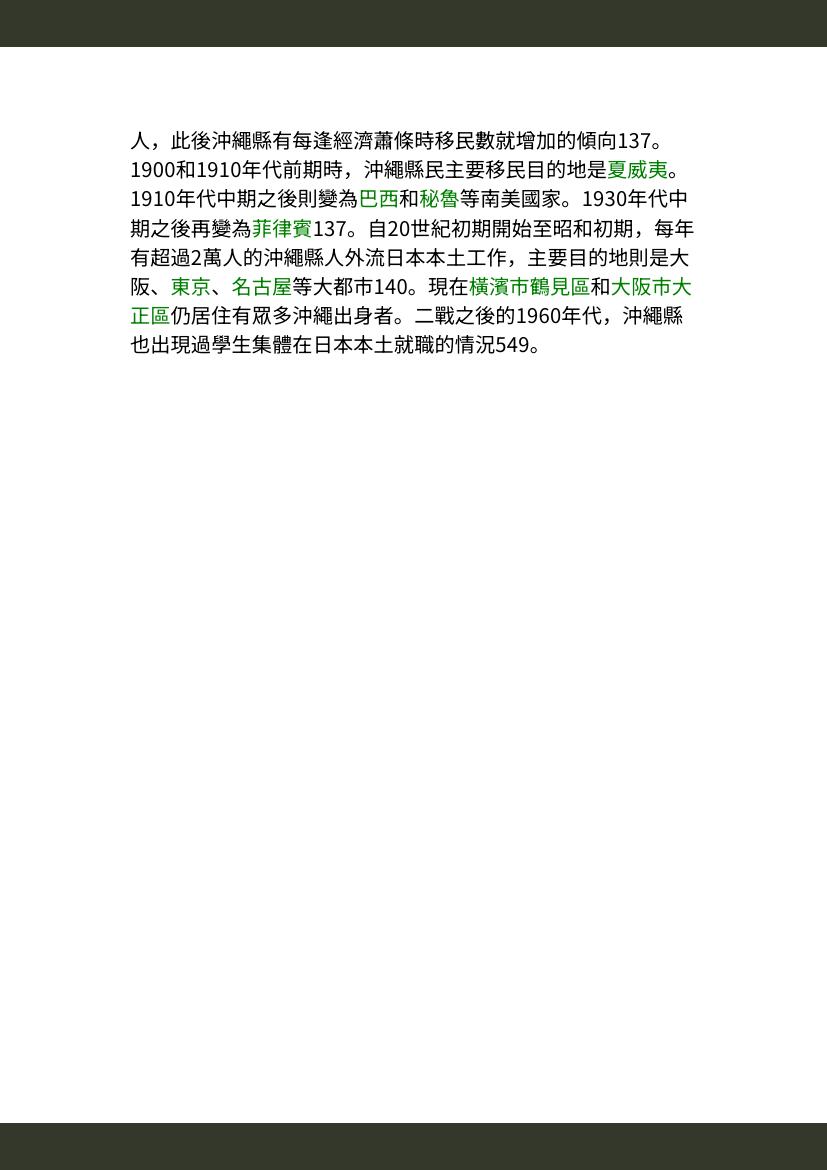 人，此後沖繩縣有每逢經濟蕭條時移民數就增加的傾向137。
1900和1910年代前期時，沖繩縣民主要移民目的地是夏威夷。
1910年代中期之後則變為巴西和秘魯等南美國家。1930年代中
期之後再變為菲律賓137。自20世紀初期開始至昭和初期，每年
有超過2萬人的沖繩縣人外流日本本土工作，主要目的地則是大
阪、東京、名古屋等大都市140。現在橫濱市鶴見區和大阪市大
正區仍居住有眾多沖繩出身者。二戰之後的1960年代，沖繩縣
也出現過學生集體在日本本土就職的情況549。